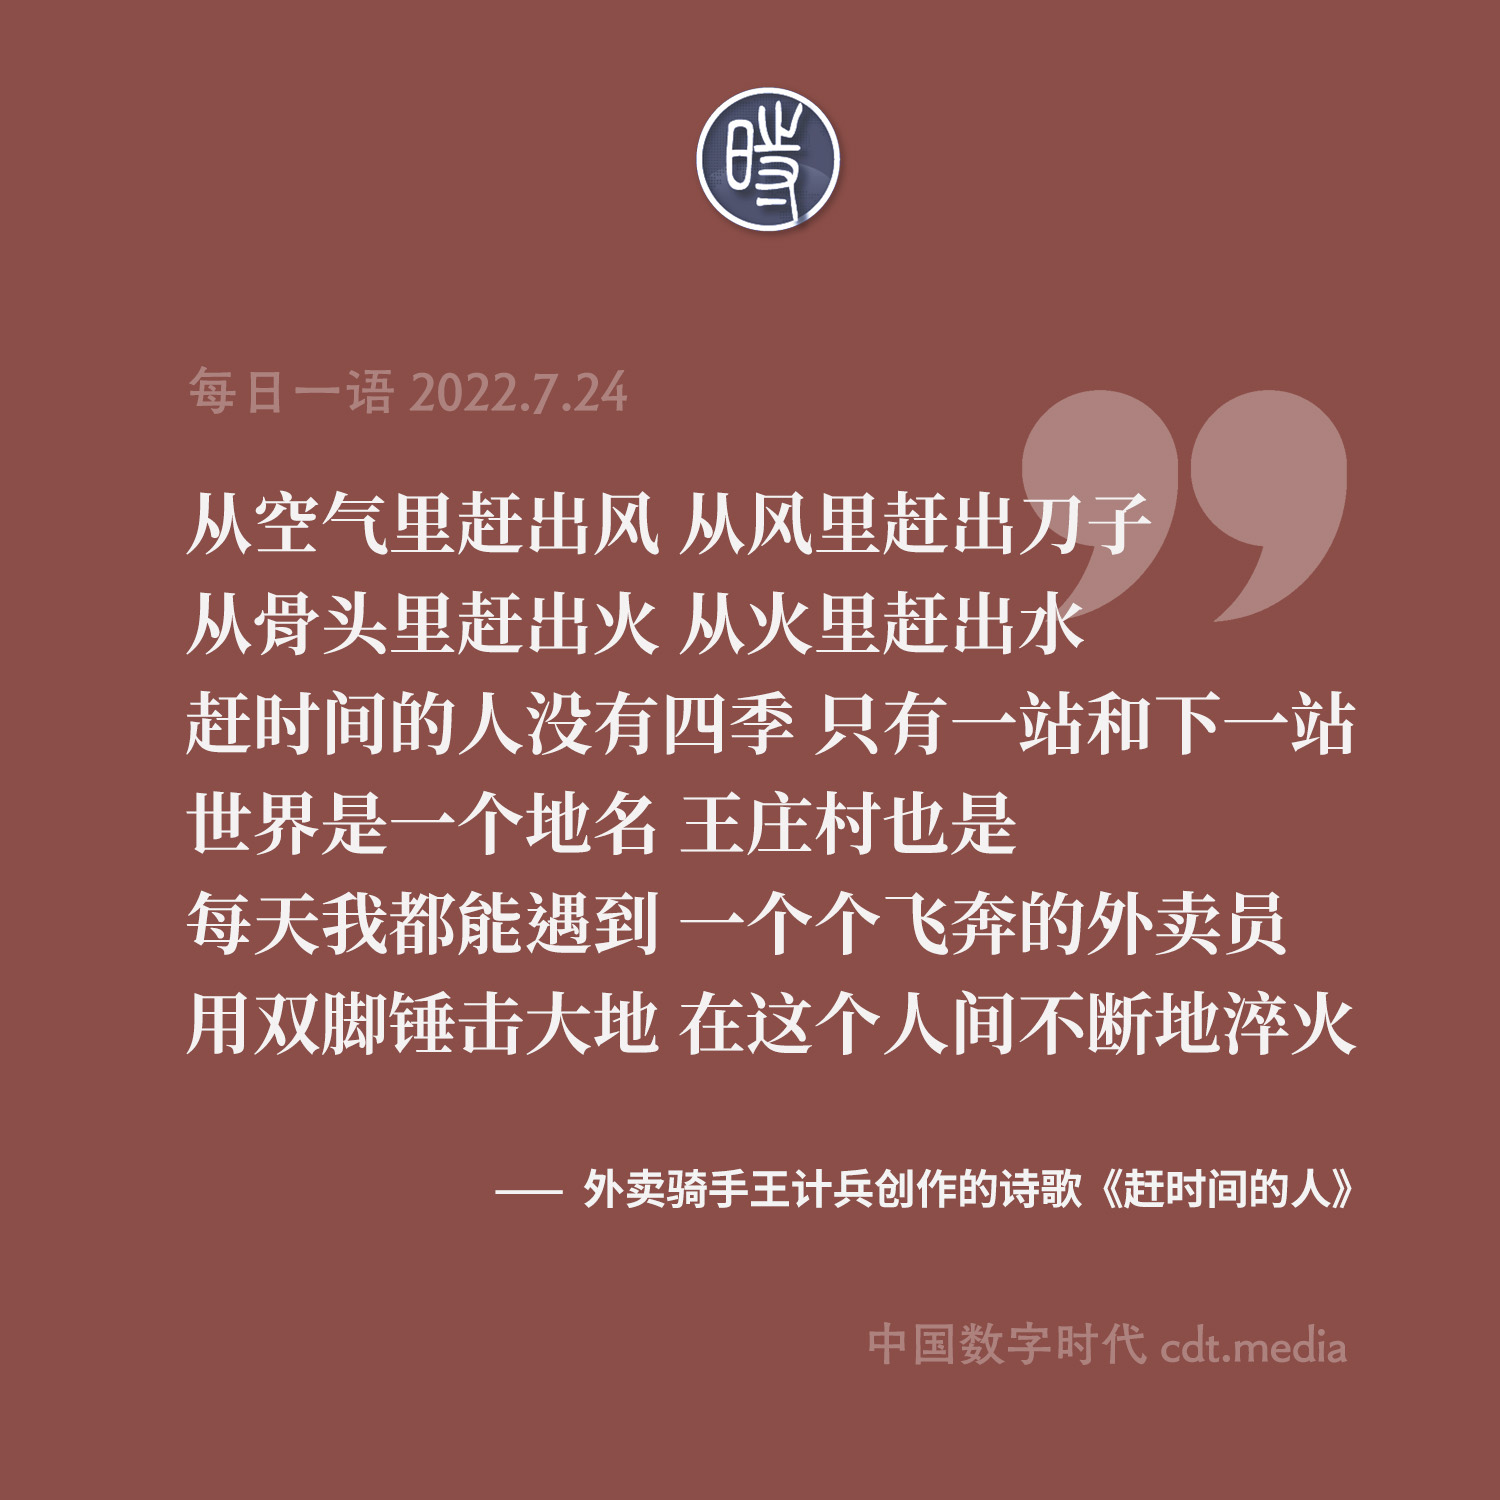 時
每日一语 2022.7.24
从空气里赶出风 从风里赶出刀子
从骨头里赶出火 从火里赶出水
赶时间的人没有四季 只有一站和下一站
世界是一个地名 王庄村也是
每天我都能遇到 一个个飞奔的外卖员
用双脚锤击大地 在这个人间不断地淬火
—— 外卖骑手王计兵创作的诗歌《赶时间的人》
中国数字时代 cdt.media